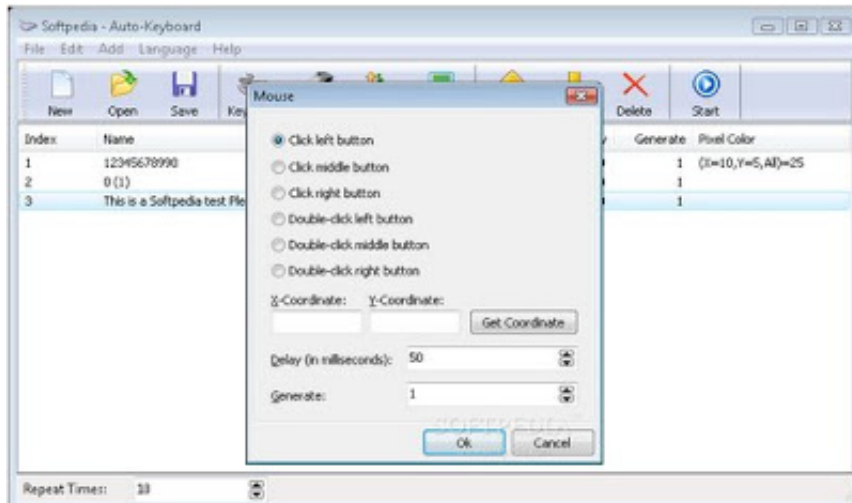 Softpedia - Auto-Keyboard
File Edit Add Language Help
New Open Save Delete Start
Mouse
Index Name Generate Pixel Color
1 12345678990 1 (X=10,Y=5,All)=25
2 0 (1) 1
3 This is a Softpedia test 1
Click left button
Click middle button
Click right button
Double-click left button
Double-click middle button
Double-click right button
X-Coordinate: Y-Coordinate:
Get Coordinate
Delay (in milliseconds): 50
Generate: 1
SOFTPEDIA
Ok Cancel
Repeat Times: